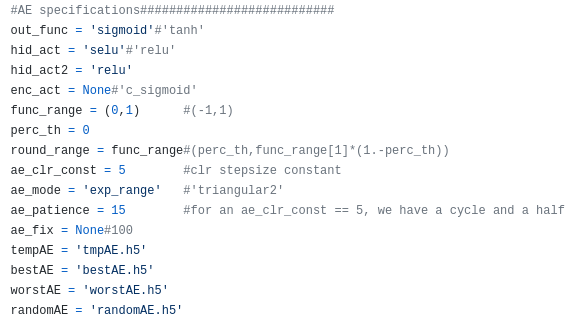 #AE specifications###########################
out_func = 'sigmoid'#'tanh'
hid_act = 'selu'#'relu'
hid_act2 = 'relu'
enc_act = None#'c_sigmoid'
func_range = (0,1)      #(-1,1)
perc_th = 0
round_range = func_range#(perc_th,func_range[1]*(1.-perc_th))
ae_clr_const = 5        #clr stepsize constant
ae_mode = 'exp_range'   #'triangular2'
ae_patience = 15        #for an ae_clr_const == 5, we have a cycle and a half
ae_fix = None#100
tempAE = 'tmpAE.h5'
bestAE = 'bestAE.h5'
worstAE = 'worstAE.h5'
randomAE = 'randomAE.h5'